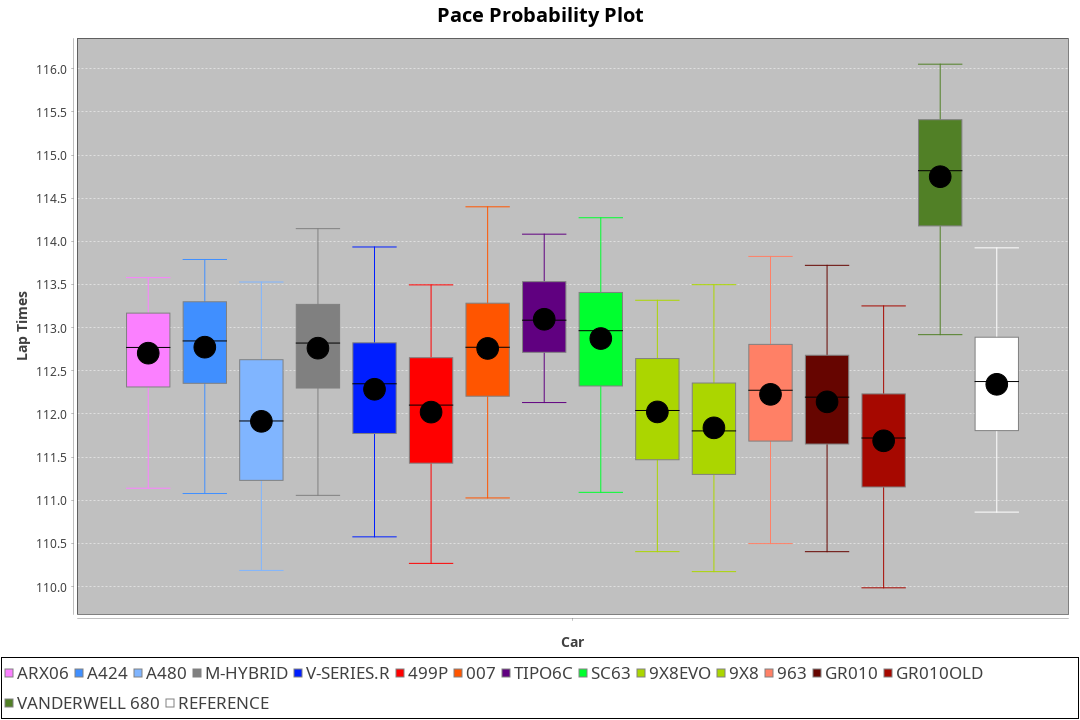 Pace Probability Plot
116.0
115.5
115.0
114.5
114.0
113.5
113.0
112.5
112.0
111.5
111.0
110.5
110.0
Lap Times
Car
ARX06 A424 A480 M-HYBRID V-SERIES.R 499P 007 TIPO6C SC63 9X8EVO 9X8 963 GR010 GR010OLD
VANDERWELL 680 REFERENCE